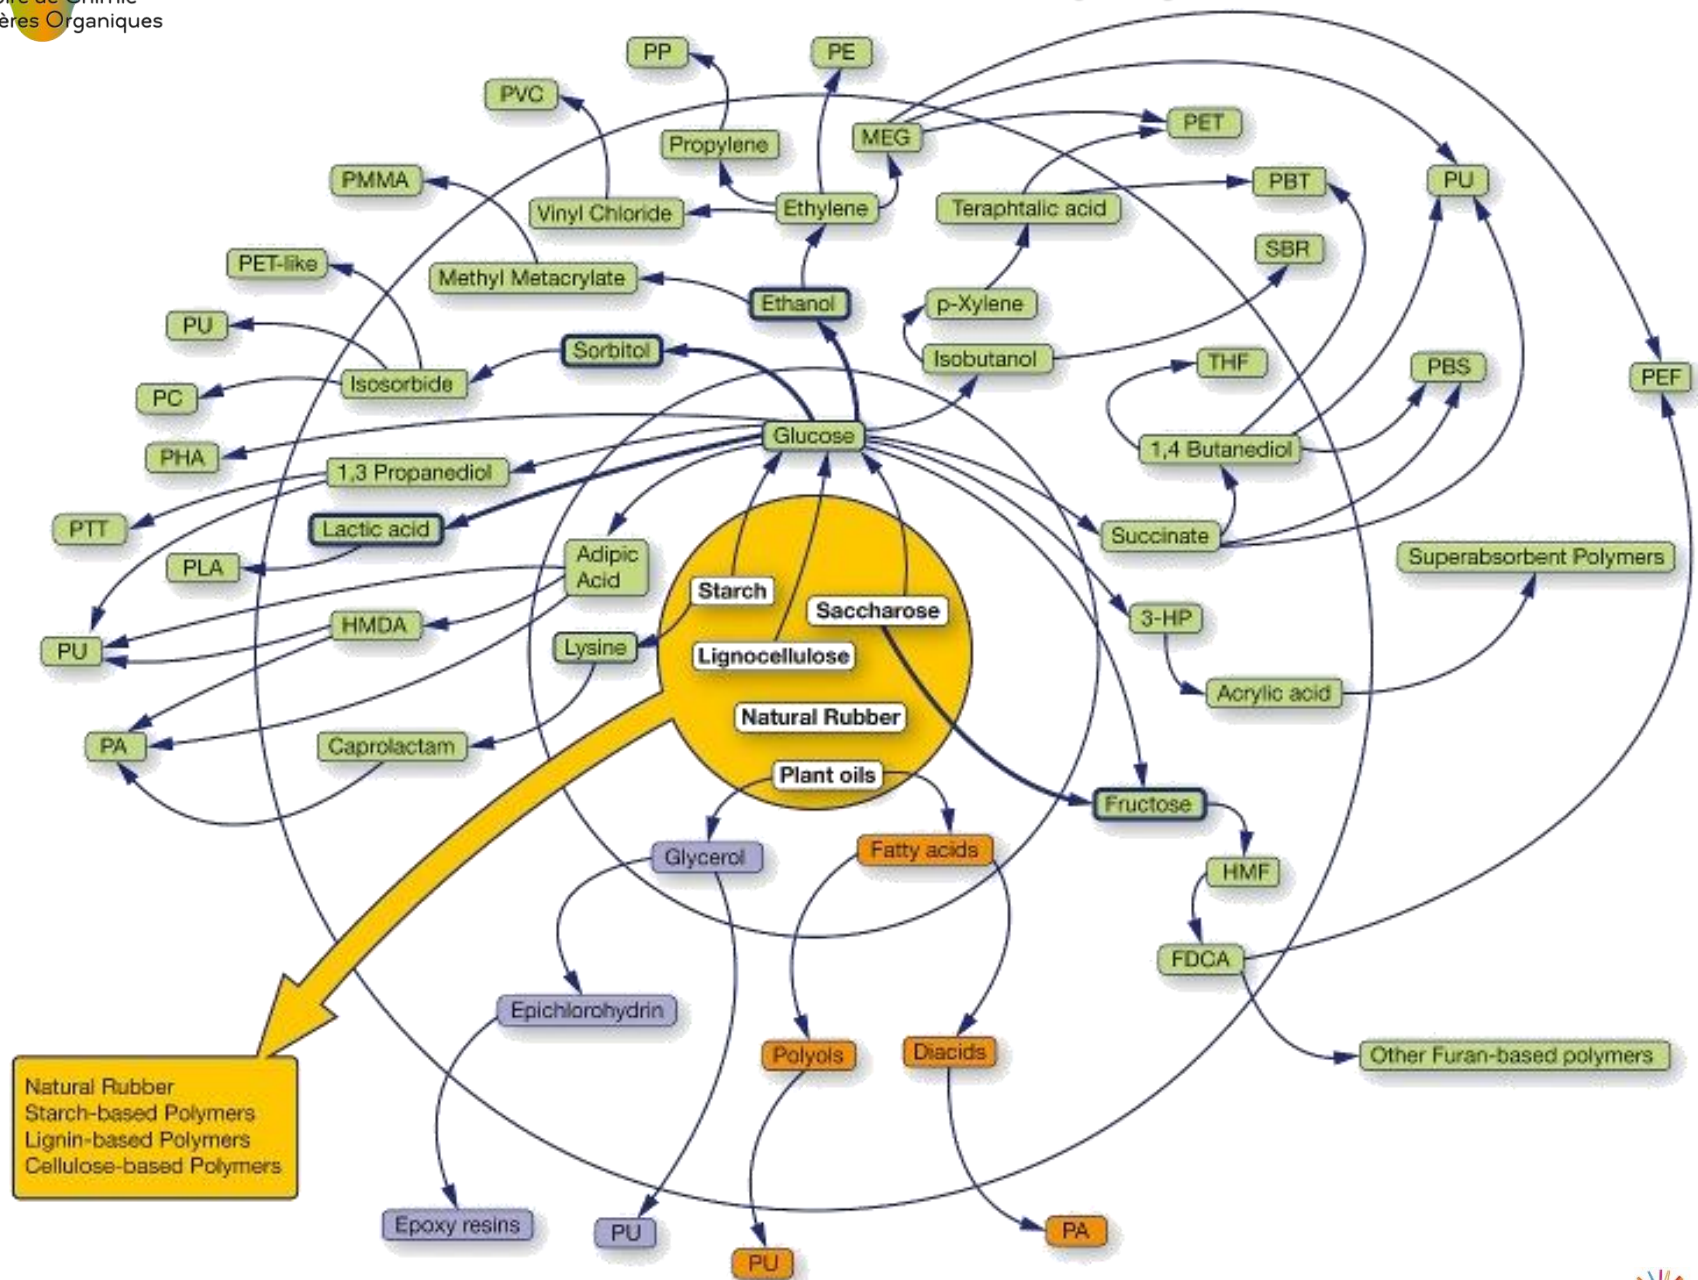 ères Organiques
PP
PE
PVC
MEG
PET
Propylene
PMMA
PBT
PU
Vinyl Chloride
Ethylene
Teraphtalic acid
SBR
PET-like
Methyl Metacrylate
Ethanol
p-Xylene
PU
Sorbitol
Isobutanol
THF
PBS
PEF
Isosorbide
PC
Glucose
1,4 Butanediol
PHA
1,3 Propanediol
PTT
Lactic acid
Succinate
Superabsorbent Polymers
PLA
Adipic
Acid
Starch
Saccharose
3-HP
HMDA
PU
Lysine
Lignocellulose
Acrylic acid
Natural Rubber
PA
Caprolactam
Plant oils
Fructose
Glycerol
Fatty acids
HMF
FDCA
Epichlorohydrin
Polyols
Diacids
Other Furan-based polymers
Natural Rubber
Starch-based Polymers
Lignin-based Polymers
Cellulose-based Polymers
Epoxy resins
PU
PU
PA